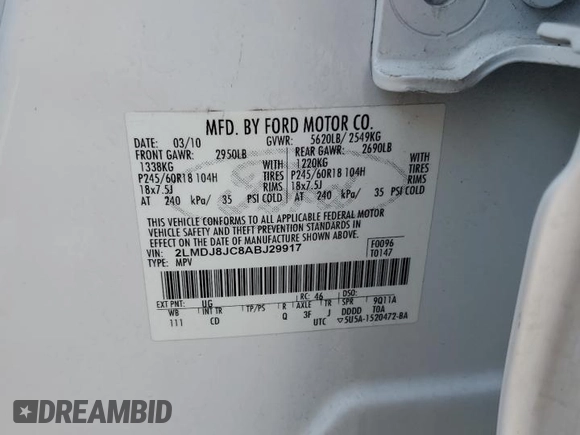 MFD. BY FORD MOTOR CO.
DATE: 03/10 GVWR: 5620LB/ 2549KG
FRONT GAWR: 2950LB REAR GAWR: 2690LB
1338KG WITH 1220KG WITH
P245/60R18 104H TIRES P245/60R18 104H TIRES
18x7.5J RIMS 18x7.5J RIMS
AT 240 kPa/ 35 PSI COLD AT 240 kPa/ 35 PSI COLD
THIS VEHICLE CONFORMS TO ALL APPLICABLE FEDERAL MOTOR
VEHICLE SAFETY AND THEFT PREVENTION STANDARDS IN
EFFECT ON THE DATE OF MANUFACTURE SHOWN ABOVE.
VIN: 2LMDJ8JC8ABJ29917 F0096
TYPE: MPV T0147
EXT PNT: UG RC: 46 DSO:
WB INT TR TP/PS R AXLE TR SPR 9Q11A
111 CD Q 3F J DDDD TOA
UTC ▽5U5A-1520472-BA
DREAMBID